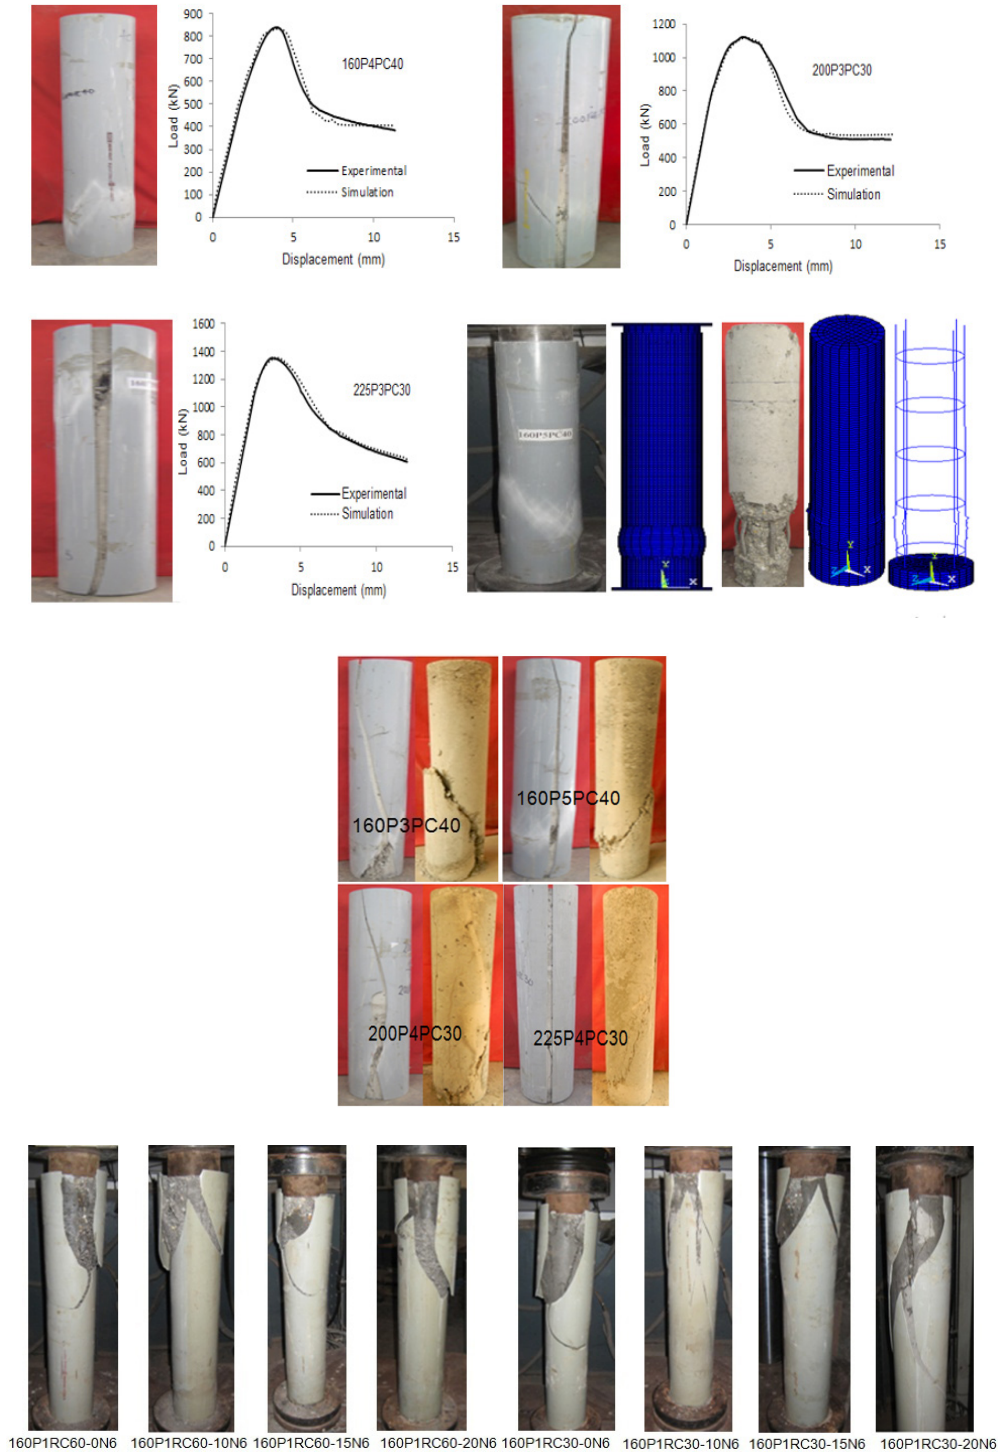 900
800
700
600
500
400
300
200
100
0
Load (kN)
160P4PC40
Experimental
Simulation
0 5 10 15
Displacement (mm)
1200
1000
800
600
400
200
0
Load (kN)
200P3PC30
Experimental
Simulation
0 5 10 15
Displacement (mm)
1600
1400
1200
1000
800
600
400
200
0
Load (kN)
225P3PC30
Experimental
Simulation
0 5 10 15
Displacement (mm)
160P5PC40
Y
X
Y
Z X
Y
Z X
160P3PC40
160P5PC40
200P4PC30
225P4PC30
160P1RC60-0N6 160P1RC60-10N6 160P1RC60-15N6 160P1RC60-20N6 160P1RC30-0N6 160P1RC30-10N6 160P1RC30-15N6 160P1RC30-20N6